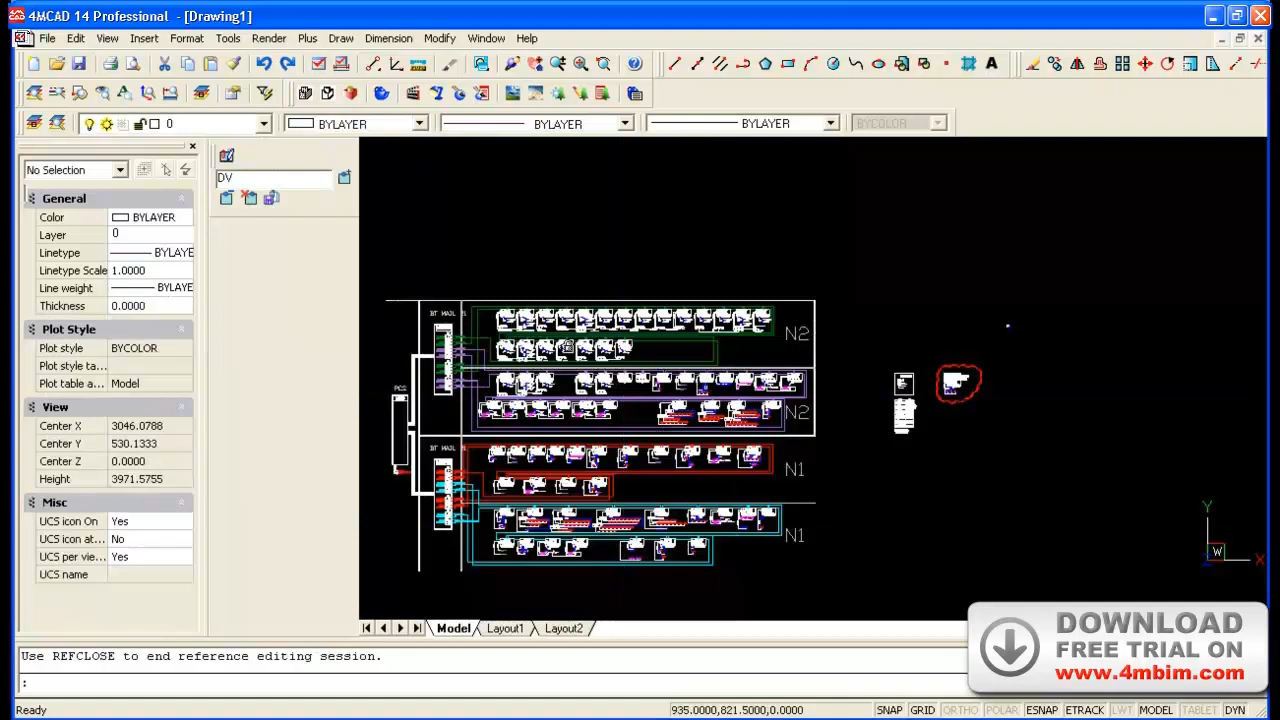 4MCAD 14 Professional - [Drawing1]
File Edit View Insert Format Tools Render Plus Draw Dimension Modify Window Help
0 BYLAYER BYLAYER BYLAYER BYCOLOR
No Selection
DV
General
Color BYLAYER
Layer 0
Linetype BYLAYE
Linetype Scale 1.0000
Line weight BYLAYE
Thickness 0.0000
Plot Style
Plot style BYCOLOR
Plot style ta...
Plot table a... Model
View
Center X 3046.0788
Center Y 530.1333
Center Z 0.0000
Height 3971.5755
Misc
UCS icon On Yes
UCS icon at... No
UCS per vie... Yes
UCS name
BT MAIL
N2
PCS
N2
BT MAIL
N1
N1
Y
W
X
Model Layout1 Layout2
Use REFCLOSE to end reference editing session.
:
DOWNLOAD
FREE TRIAL ON
www.4mbim.com
Ready 935.0000,821.5000,0.0000 SNAP GRID ORTHO POLAR ESNAP ETRACK LWT MODEL TABLET DYN